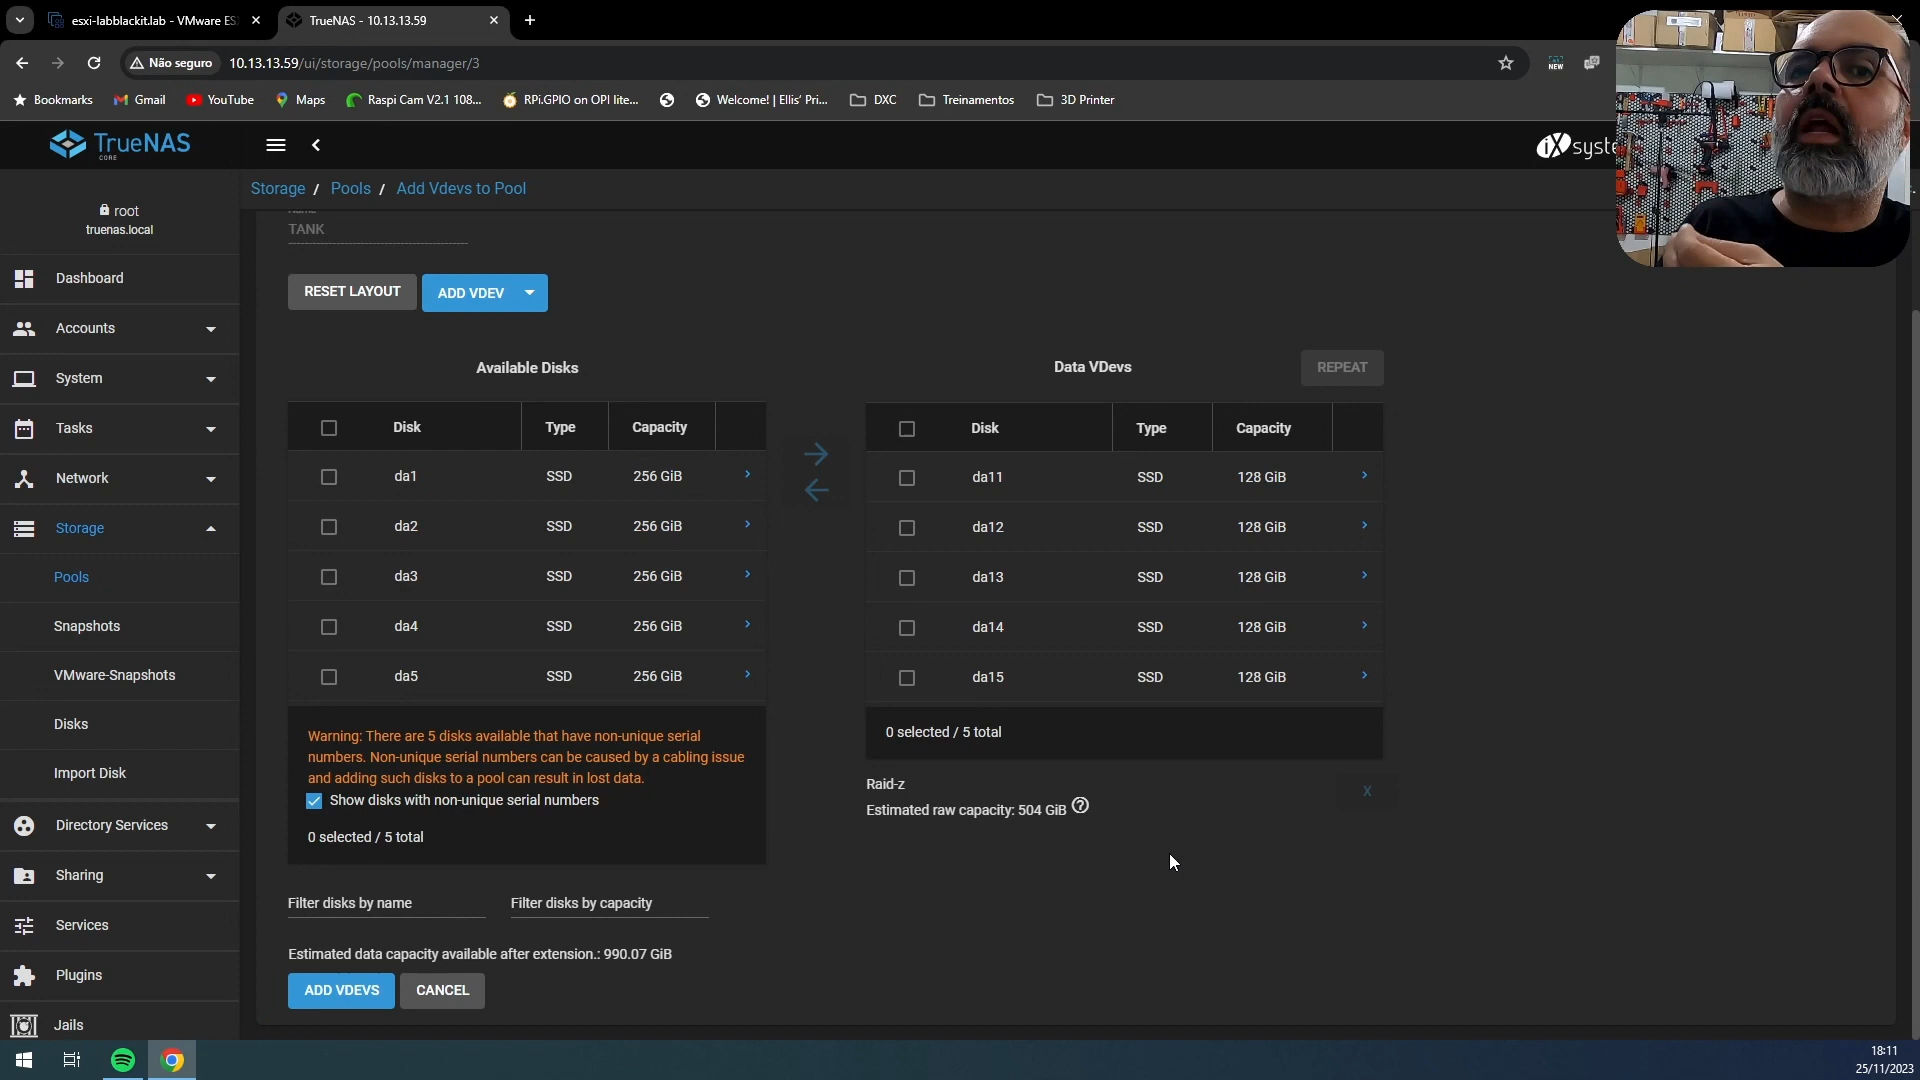 esxi-labblackit.lab - VMware ES
TrueNAS - 10.13.13.59
Não seguro
10.13.13.59/ui/storage/pools/manager/3
NEW
Bookmarks
Gmail
YouTube
Maps
Raspi Cam V2.1 108...
RPi.GPIO on OPI lite...
Welcome! | Ellis' Pri...
DXC
Treinamentos
3D Printer
TrueNAS
CORE
iXsyste
Storage / Pools / Add Vdevs to Pool
root
truenas.local
Dashboard
Accounts
System
Tasks
Network
Storage
Pools
Snapshots
VMware-Snapshots
Disks
Import Disk
Directory Services
Sharing
Services
Plugins
Jails
Name
TANK
RESET LAYOUT
ADD VDEV
Available Disks
Disk Type Capacity
da1 SSD 256 GiB
da2 SSD 256 GiB
da3 SSD 256 GiB
da4 SSD 256 GiB
da5 SSD 256 GiB
Warning: There are 5 disks available that have non-unique serial
numbers. Non-unique serial numbers can be caused by a cabling issue
and adding such disks to a pool can result in lost data.
Show disks with non-unique serial numbers
0 selected / 5 total
Data VDevs
REPEAT
Disk Type Capacity
da11 SSD 128 GiB
da12 SSD 128 GiB
da13 SSD 128 GiB
da14 SSD 128 GiB
da15 SSD 128 GiB
0 selected / 5 total
Raid-z
X
Estimated raw capacity: 504 GiB
Filter disks by name
Filter disks by capacity
Estimated data capacity available after extension.: 990.07 GiB
ADD VDEVS
CANCEL
18:11
25/11/2023